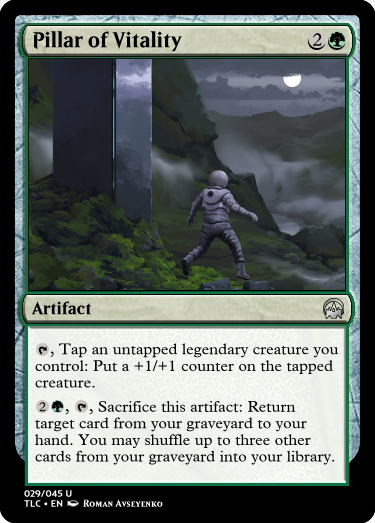 Pillar of Vitality 2
Artifact
, Tap an untapped legendary creature you
control: Put a +1/+1 counter on the tapped
creature.
2 , , Sacrifice this artifact: Return
target card from your graveyard to your
hand. You may shuffle up to three other
cards from your graveyard into your library.
029/045 U
TLC • EN Roman Avseyenko